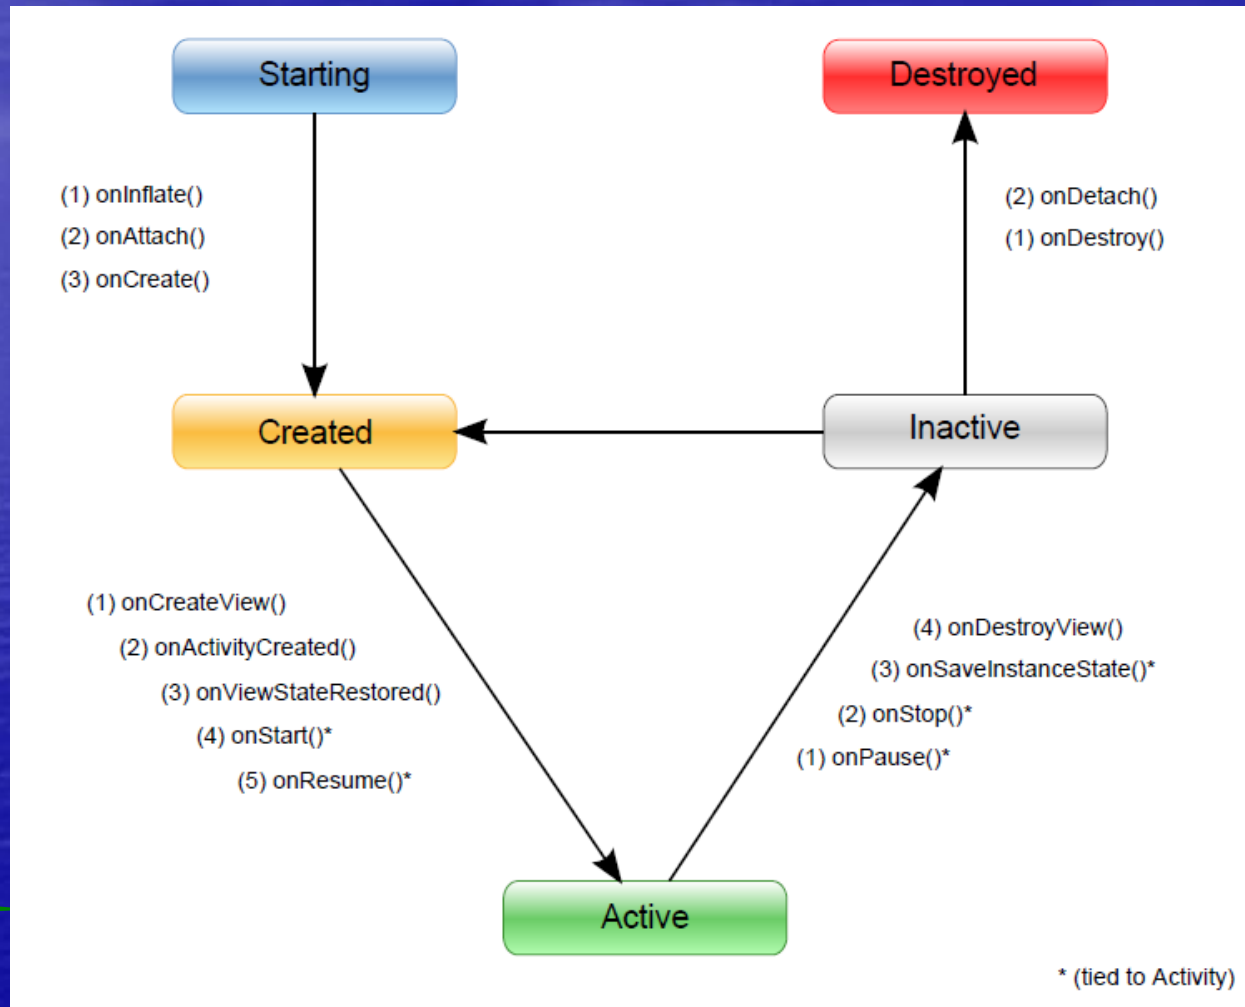 Starting
Destroyed
(1) onInflate()
(2) onAttach()
(3) onCreate()
(2) onDetach()
(1) onDestroy()
Created
Inactive
(1) onCreateView()
(2) onActivityCreated()
(3) onViewStateRestored()
(4) onStart()*
(5) onResume()*
(4) onDestroyView()
(3) onSaveInstanceState()*
(2) onStop()*
(1) onPause()*
Active
* (tied to Activity)